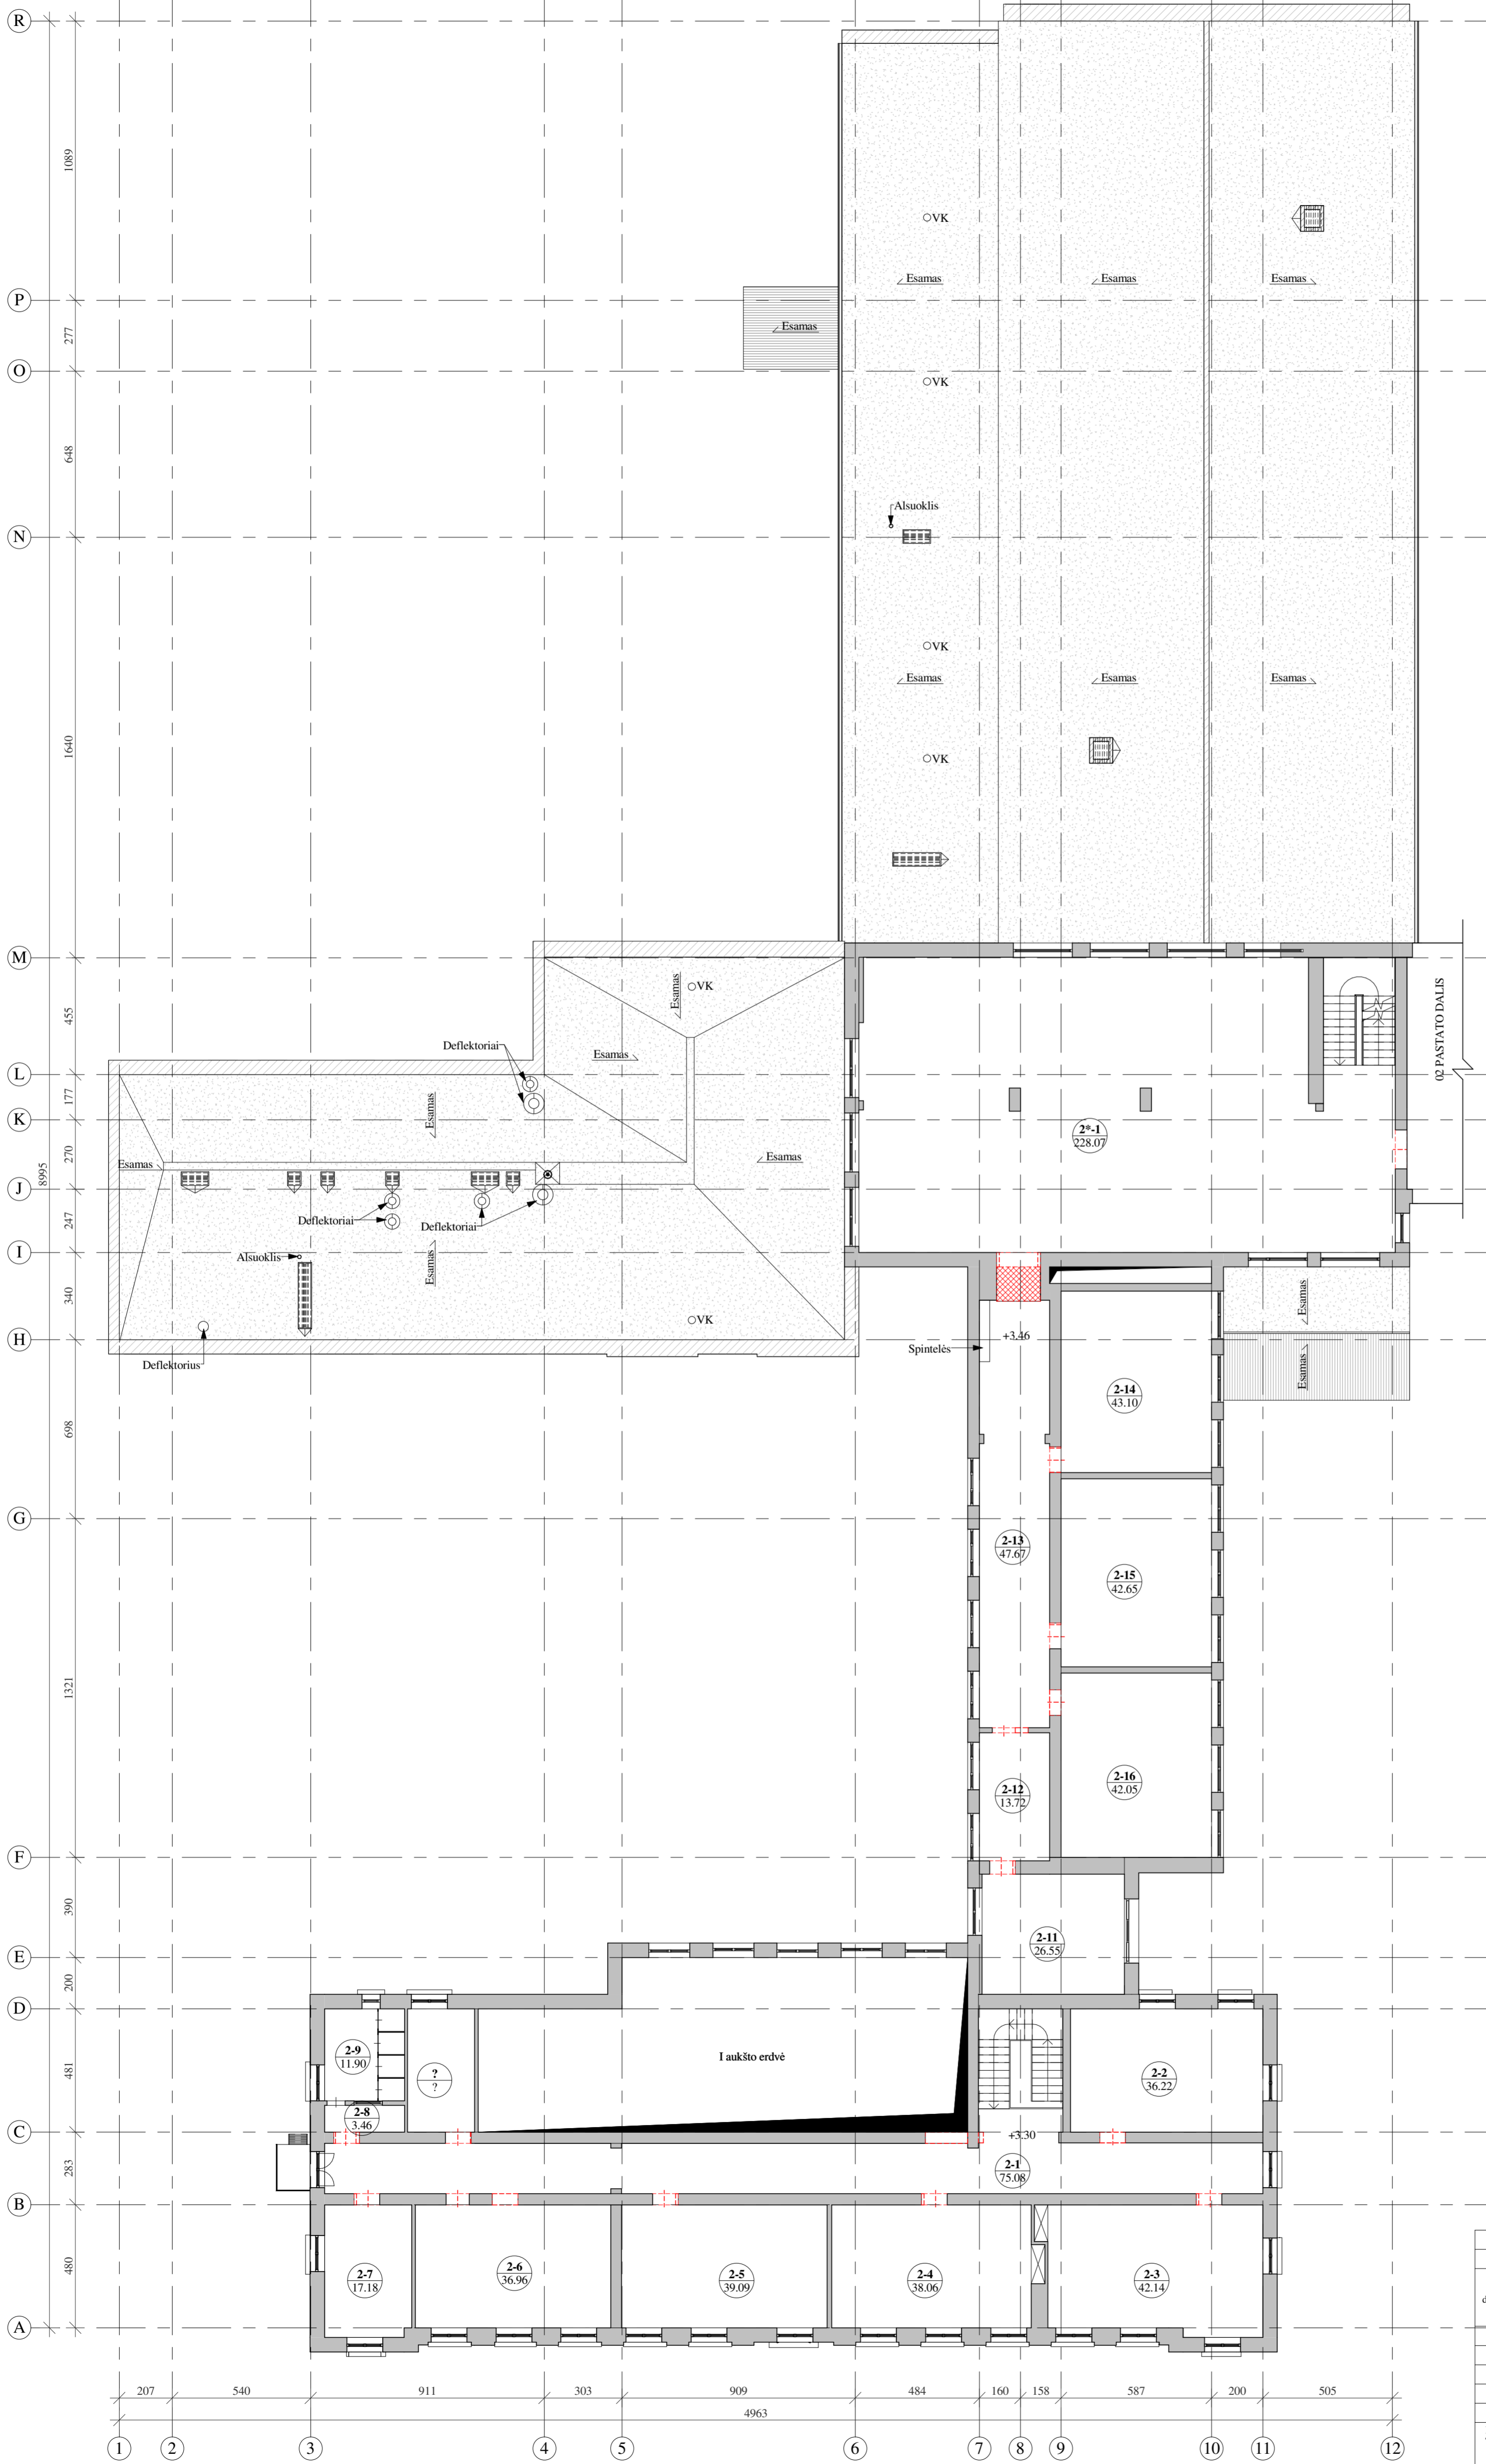 R
1089
VK
Esamas
Esamas
Esamas
P
Esamas
277
O
VK
648
Alsuoklis
N
VK
Esamas
Esamas
Esamas
1640
VK
M
Esamas
VK
02 PASTATO DALIS
455
Deflektoriai
Esamas
L
177
Esamas
K
2*-1
228.07
270
Esamas
Esamas
8995
J
247
Deflektoriai
Deflektoriai
I
Alsuoklis
Esamas
340
Esamas
VK
+3.46
H
Spintelės
Deflektorius
Esamas
2-14
43.10
698
G
2-13
47.67
2-15
42.65
1321
2-12
13.72
2-16
42.05
F
390
2-11
26.55
E
200
D
2-9
11.90
I aukšto erdvė
?
?
2-2
36.22
481
2-8
3.46
C
+3.30
283
2-1
75.08
B
480
2-7
17.18
2-6
36.96
2-5
39.09
2-4
38.06
2-3
42.14
d
A
207
540
911
303
909
484
160
158
587
200
505
4963
1
2
3
4
5
6
7
8
9
10
11
12